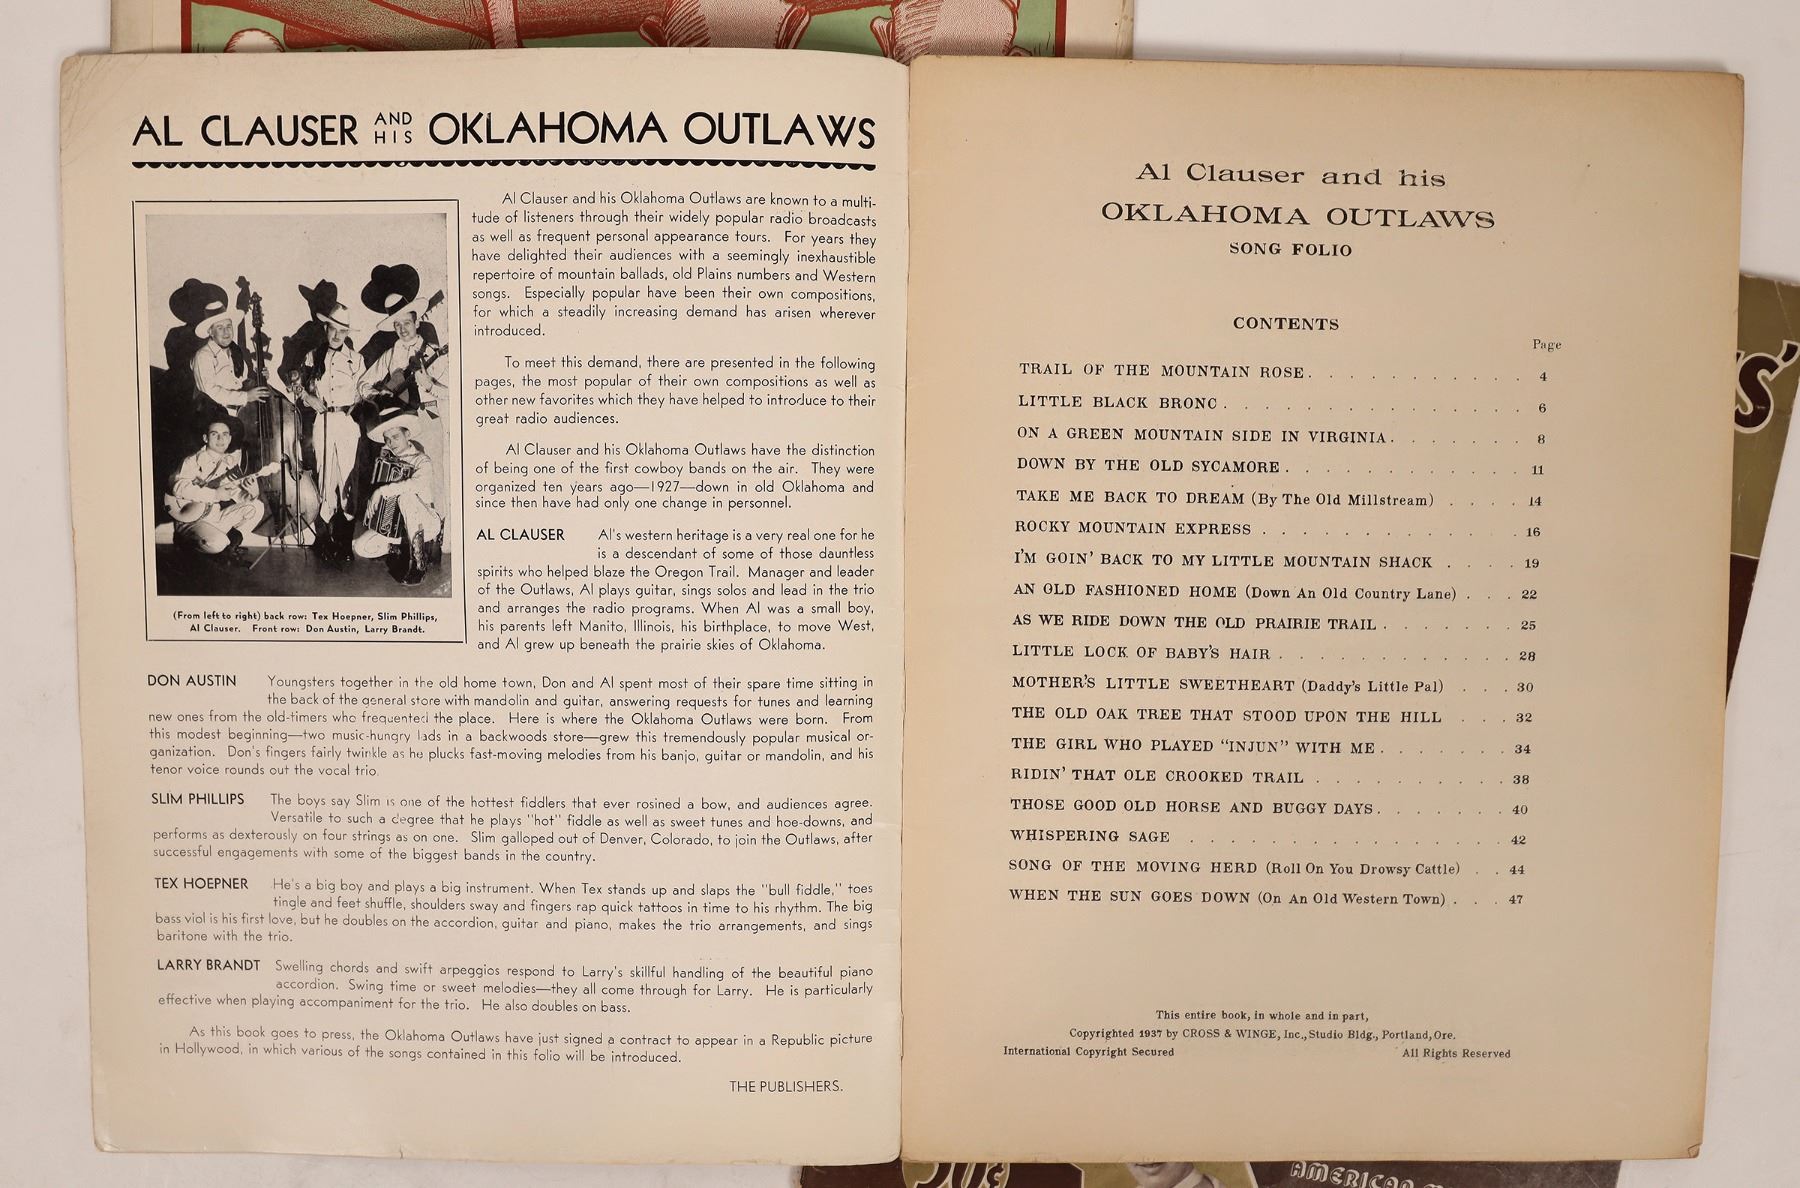 AL CLAUSER AND HIS OKLAHOMA OUTLAWS
Al Clauser and his Oklahoma Outlaws are known to a multi-
tude of listeners through their widely popular radio broadcasts
as well as frequent personal appearance tours. For years they
have delighted their audiences with a seemingly inexhaustible
repertoire of mountain ballads, old Plains numbers and Western
songs. Especially popular have been their own compositions,
for which a steadily increasing demand has arisen wherever
introduced.
To meet this demand, there are presented in the following
pages, the most popular of their own compositions as well as
other new favorites which they have helped to introduce to their
great radio audiences.
Al Clauser and his Oklahoma Outlaws have the distinction
of being one of the first cowboy bands on the air. They were
organized ten years ago—1927—down in old Oklahoma and
since then have had only one change in personnel.
(From left to right) back row: Tex Hoepner, Slim Phillips,
Al Clauser. Front row: Don Austin, Larry Brandt.
AL CLAUSER Al's western heritage is a very real one for he
is a descendant of some of those dauntless
spirits who helped blaze the Oregon Trail. Manager and leader
of the Outlaws, Al plays guitar, sings solos and lead in the trio
and arranges the radio programs. When Al was a small boy,
his parents left Manito, Illinois, his birthplace, to move West,
and Al grew up beneath the prairie skies of Oklahoma.
DON AUSTIN Youngsters together in the old home town, Don and Al spent most of their spare time sitting in
the back of the general store with mandolin and guitar, answering requests for tunes and learning
new ones from the old-timers who frequented the place. Here is where the Oklahoma Outlaws were born. From
this modest beginning—two music-hungry lads in a backwoods store—grew this tremendously popular musical or-
ganization. Don's fingers fairly twinkle as he plucks fast-moving melodies from his banjo, guitar or mandolin, and his
tenor voice rounds out the vocal trio.
SLIM PHILLIPS The boys say Slim is one of the hottest fiddlers that ever rosined a bow, and audiences agree.
Versatile to such a degree that he plays "hot" fiddle as well as sweet tunes and hoe-downs, and
performs as dexterously on four strings as on one. Slim galloped out of Denver, Colorado, to join the Outlaws, after
successful engagements with some of the biggest bands in the country.
TEX HOEPNER He's a big boy and plays a big instrument. When Tex stands up and slaps the "bull fiddle," toes
tingle and feet shuffle, shoulders sway and fingers rap quick tattoos in time to his rhythm. The big
bass viol is his first love, but he doubles on the accordion, guitar and piano, makes the trio arrangements, and sings
baritone with the trio.
LARRY BRANDT Swelling chords and swift arpeggios respond to Larry's skillful handling of the beautiful piano
accordion. Swing time or sweet melodies—they all come through for Larry. He is particularly
effective when playing accompaniment for the trio. He also doubles on bass.
As this book goes to press, the Oklahoma Outlaws have just signed a contract to appear in a Republic picture
in Hollywood, in which various of the songs contained in this folio will be introduced.
THE PUBLISHERS.
Al Clauser and his
OKLAHOMA OUTLAWS
SONG FOLIO
CONTENTS
Page
TRAIL OF THE MOUNTAIN ROSE. . . . . . . . . . . . 4
LITTLE BLACK BRONC . . . . . . . . . . . . . . . 6
ON A GREEN MOUNTAIN SIDE IN VIRGINIA. . . . . . . 8
DOWN BY THE OLD SYCAMORE . . . . . . . . . . . . 11
TAKE ME BACK TO DREAM (By The Old Millstream) . . . . 14
ROCKY MOUNTAIN EXPRESS . . . . . . . . . . . . . 16
I'M GOIN' BACK TO MY LITTLE MOUNTAIN SHACK . . . . 19
AN OLD FASHIONED HOME (Down An Old Country Lane) . . . 22
AS WE RIDE DOWN THE OLD PRAIRIE TRAIL . . . . . . . 25
LITTLE LOCK OF BABY'S HAIR . . . . . . . . . . . . 28
MOTHER'S LITTLE SWEETHEART (Daddy's Little Pal) . . . 30
THE OLD OAK TREE THAT STOOD UPON THE HILL . . . 32
THE GIRL WHO PLAYED "INJUN" WITH ME . . . . . . . 34
RIDIN' THAT OLE CROOKED TRAIL . . . . . . . . . . 38
THOSE GOOD OLD HORSE AND BUGGY DAYS. . . . . . . 40
WHISPERING SAGE . . . . . . . . . . . . . . . . 42
SONG OF THE MOVING HERD (Roll On You Drowsy Cattle) . . 44
WHEN THE SUN GOES DOWN (On An Old Western Town) . . . 47
This entire book, in whole and in part,
Copyrighted 1937 by CROSS & WINGE, Inc., Studio Bldg., Portland, Ore.
International Copyright Secured All Rights Reserved
50¢
AMERICAN